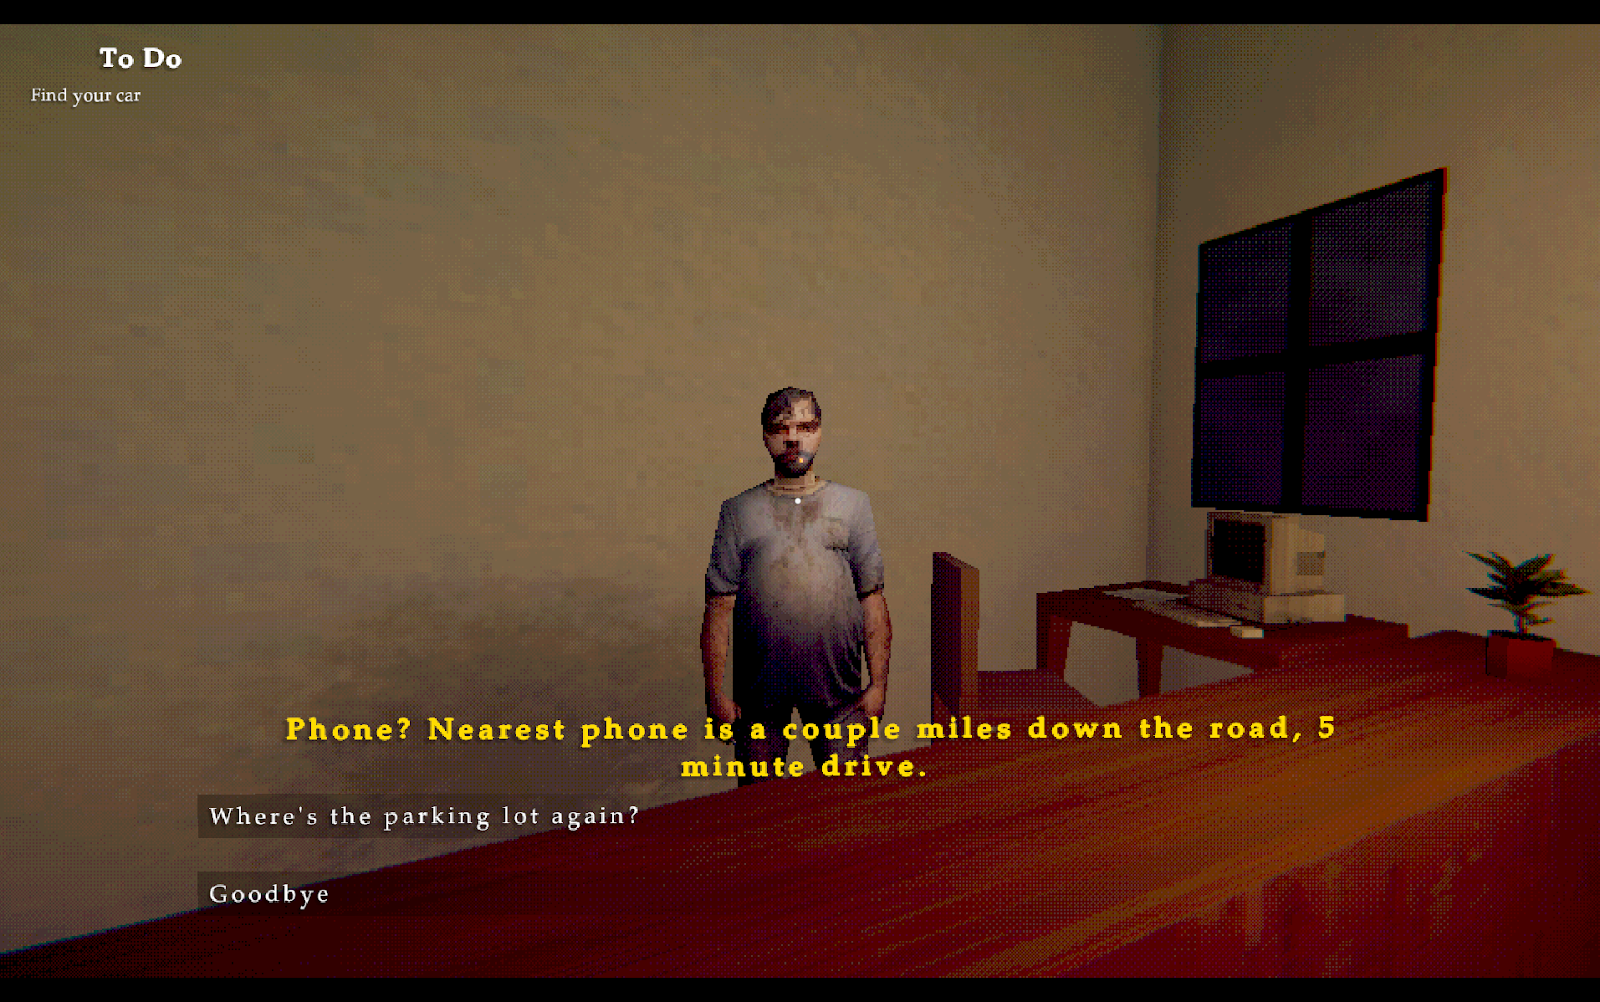 To Do
Find your car
Phone? Nearest phone is a couple miles down the road, 5
minute drive.
Where's the parking lot again?
Goodbye